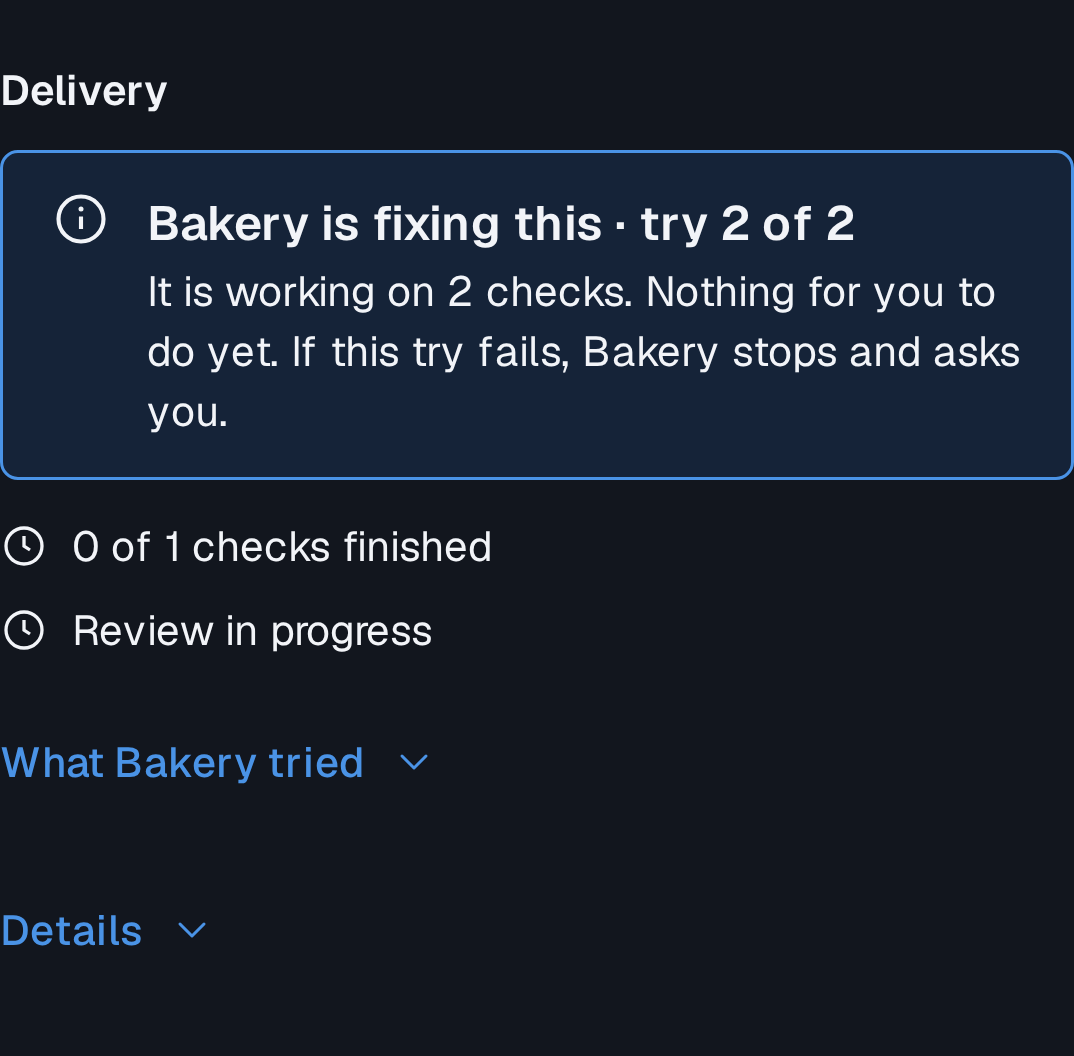 Delivery
Bakery is fixing this · try 2 of 2
It is working on 2 checks. Nothing for you to
do yet. If this try fails, Bakery stops and asks
you.
0 of 1 checks finished
Review in progress
What Bakery tried
Details